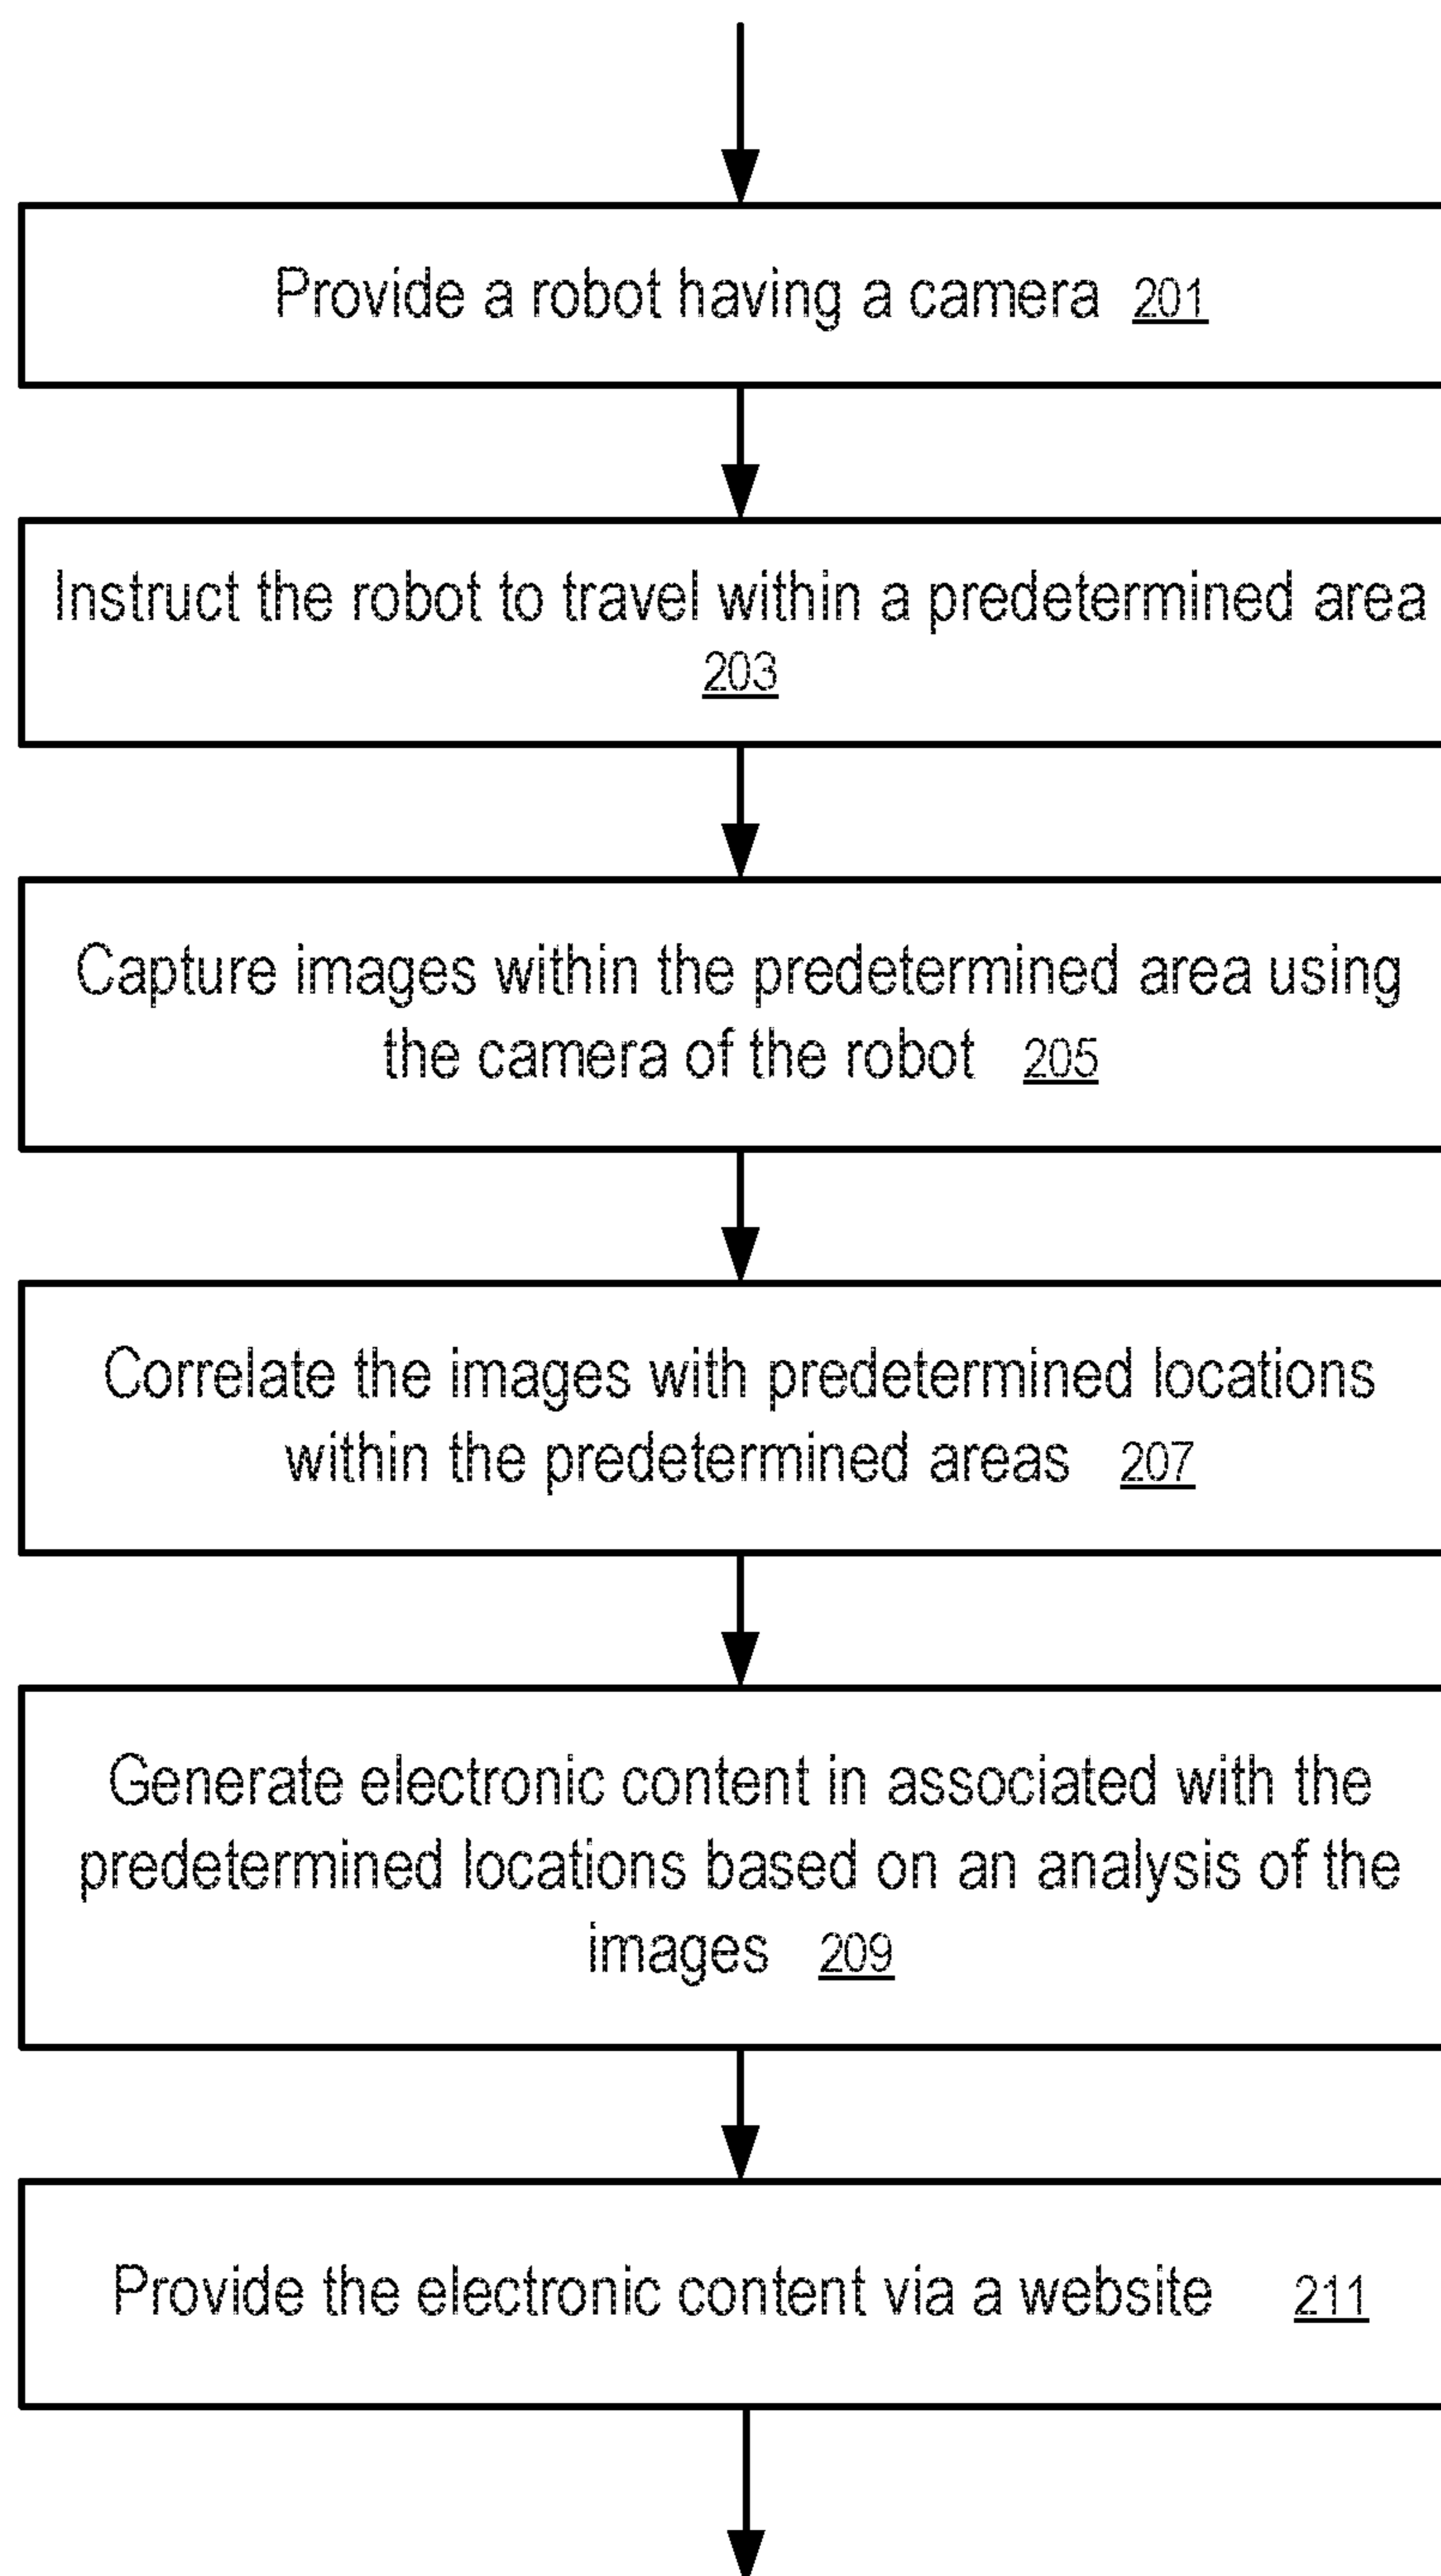 Provide a robot having a camera 201
Instruct the robot to travel within a predetermined area
203
Capture images within the predetermined area using
the camera of the robot 205
Correlate the images with predetermined locations
within the predetermined areas 207
Generate electronic content in associated with the
predetermined locations based on an analysis of the
images 209
Provide the electronic content via a website 211